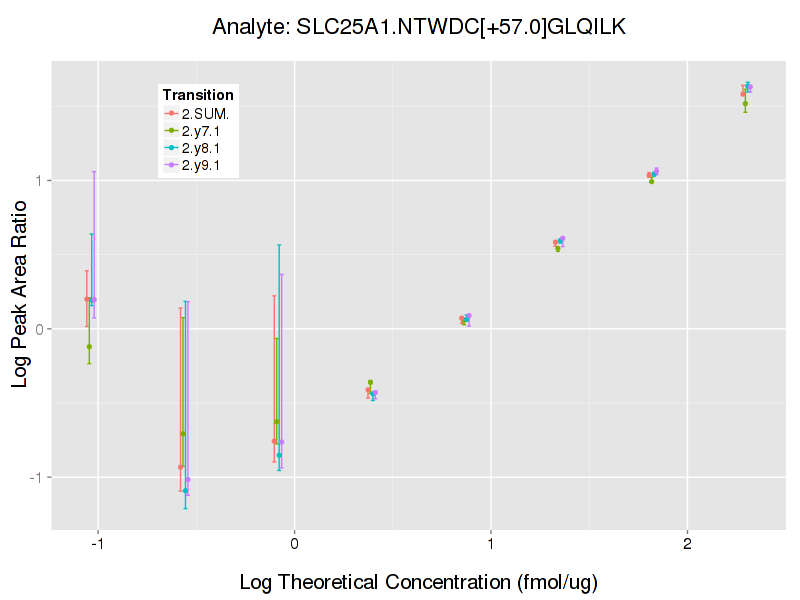 Analyte: SLC25A1.NTWDC[+57.0]GLQILK
Transition
2.SUM.
2.y7.1
2.y8.1
2.y9.1
Log Peak Area Ratio
1
0
-1
-1 0 1 2
Log Theoretical Concentration (fmol/ug)